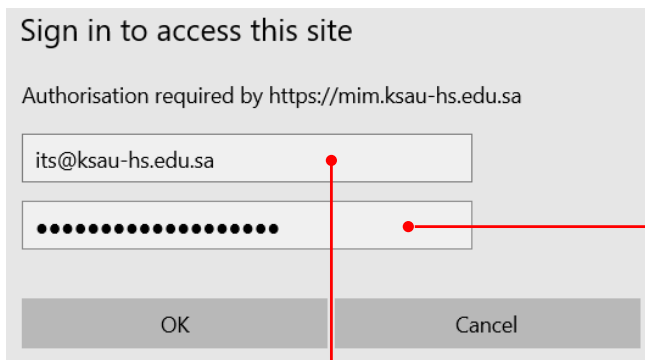 Sign in to access this site
Authorisation required by https://mim.ksau-hs.edu.sa
its@ksau-hs.edu.sa
●●●●●●●●●●●●●●●●●●●
OK Cancel